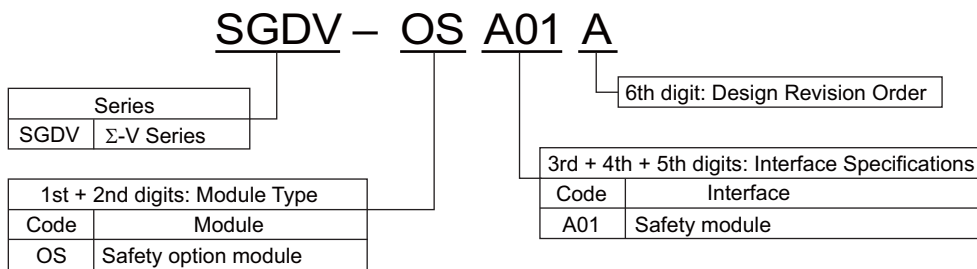 SGDV – OS A01 A
6th digit: Design Revision Order
Series
SGDV Σ-V Series
3rd + 4th + 5th digits: Interface Specifications
Code Interface
A01 Safety module
1st + 2nd digits: Module Type
Code Module
OS Safety option module